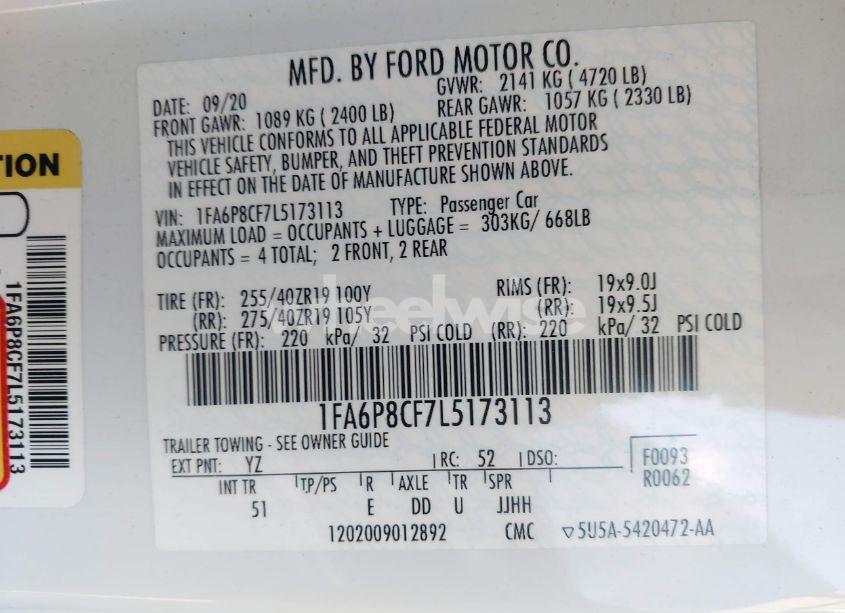 MFD. BY FORD MOTOR CO.
DATE: 09/20 GVWR: 2141 KG ( 4720 LB)
FRONT GAWR: 1089 KG ( 2400 LB) REAR GAWR: 1057 KG ( 2330 LB)
THIS VEHICLE CONFORMS TO ALL APPLICABLE FEDERAL MOTOR
VEHICLE SAFETY, BUMPER, AND THEFT PREVENTION STANDARDS
IN EFFECT ON THE DATE OF MANUFACTURE SHOWN ABOVE.
VIN: 1FA6P8CF7L5173113 TYPE: Passenger Car
MAXIMUM LOAD = OCCUPANTS + LUGGAGE = 303KG/ 668LB
OCCUPANTS = 4 TOTAL; 2 FRONT, 2 REAR
TIRE (FR): 255/40ZR19 100Y RIMS (FR): 19x9.0J
(RR): 275/40ZR19 105Y (RR): 19x9.5J
PRESSURE (FR): 220 kPa/ 32 PSI COLD (RR): 220 kPa/ 32 PSI COLD
1FA6P8CF7L5173113
TRAILER TOWING - SEE OWNER GUIDE
EXT PNT: YZ RC: 52 DSO: F0093
R0062
INT TR TP/PS R AXLE TR SPR
51 E DD U JJHH
1202009012892 CMC ▽5U5A-5420472-AA
TION
1FA6P8CF7L5173113